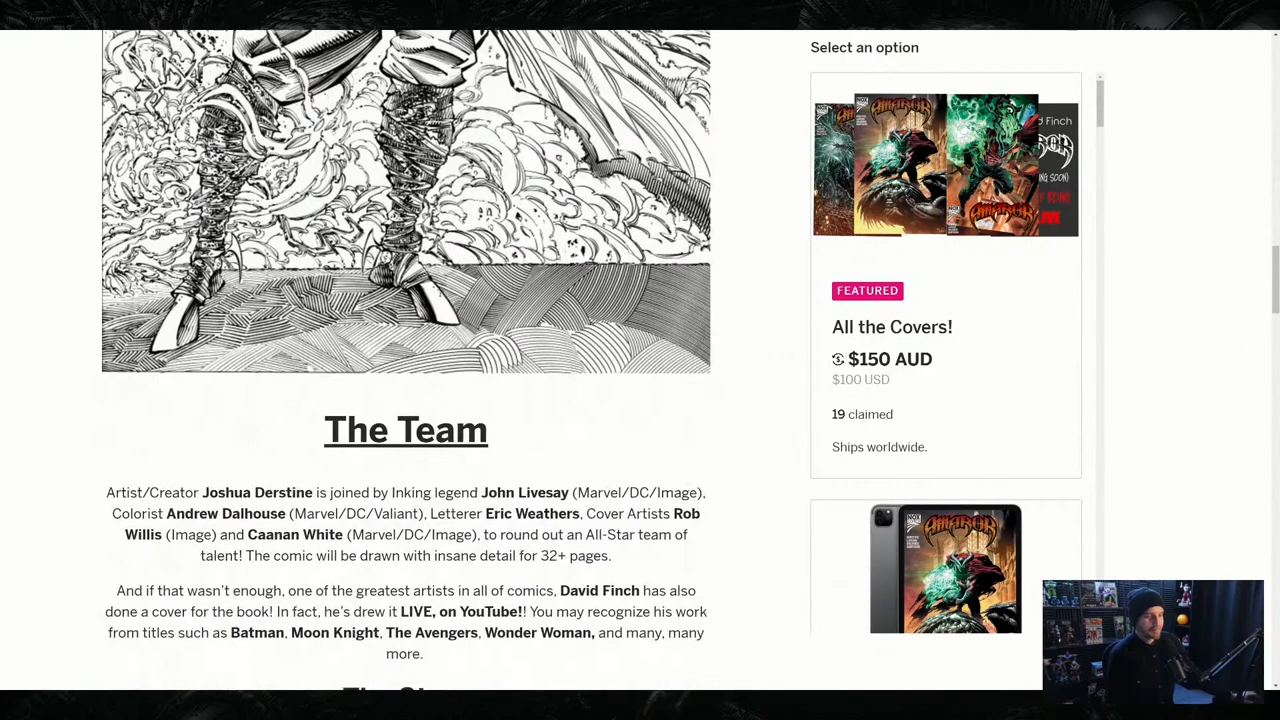 Select an option
AMAROK
d Finch
ING SOON)
FEATURED
All the Covers!
$150 AUD
$100 USD
19 claimed
Ships worldwide.
AMAROK
The Team
Artist/Creator Joshua Derstine is joined by Inking legend John Livesay (Marvel/DC/Image),
Colorist Andrew Dalhouse (Marvel/DC/Valiant), Letterer Eric Weathers, Cover Artists Rob
Willis (Image) and Caanan White (Marvel/DC/Image), to round out an All-Star team of
talent! The comic will be drawn with insane detail for 32+ pages.
And if that wasn't enough, one of the greatest artists in all of comics, David Finch has also
done a cover for the book! In fact, he's drew it LIVE, on YouTube!! You may recognize his work
from titles such as Batman, Moon Knight, The Avengers, Wonder Woman, and many, many
more.